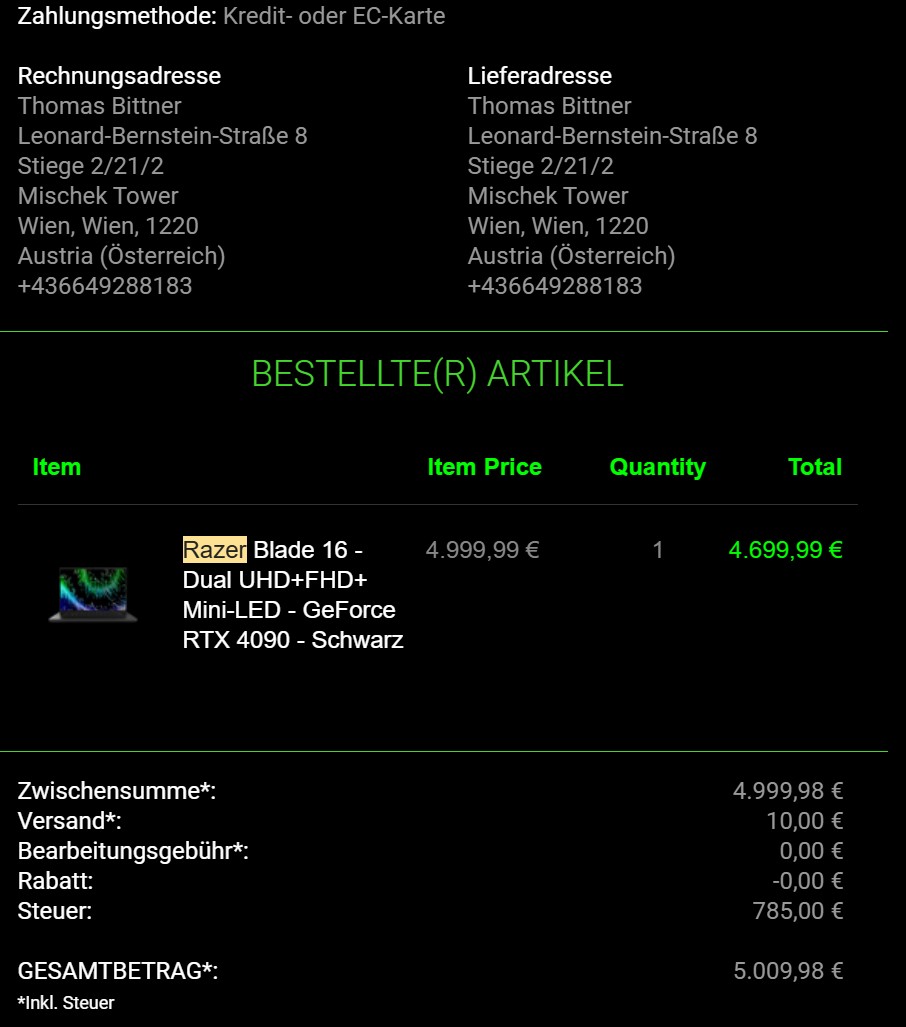 Zahlungsmethode: Kredit- oder EC-Karte
Rechnungsadresse
Thomas Bittner
Leonard-Bernstein-Straße 8
Stiege 2/21/2
Mischek Tower
Wien, Wien, 1220
Austria (Österreich)
+436649288183
Lieferadresse
Thomas Bittner
Leonard-Bernstein-Straße 8
Stiege 2/21/2
Mischek Tower
Wien, Wien, 1220
Austria (Österreich)
+436649288183
BESTELLTE(R) ARTIKEL
Item Item Price Quantity Total
Razer Blade 16 - 4.999,99 € 1 4.699,99 €
Dual UHD+FHD+
Mini-LED - GeForce
RTX 4090 - Schwarz
Zwischensumme*: 4.999,98 €
Versand*: 10,00 €
Bearbeitungsgebühr*: 0,00 €
Rabatt: -0,00 €
Steuer: 785,00 €
GESAMTBETRAG*: 5.009,98 €
*Inkl. Steuer